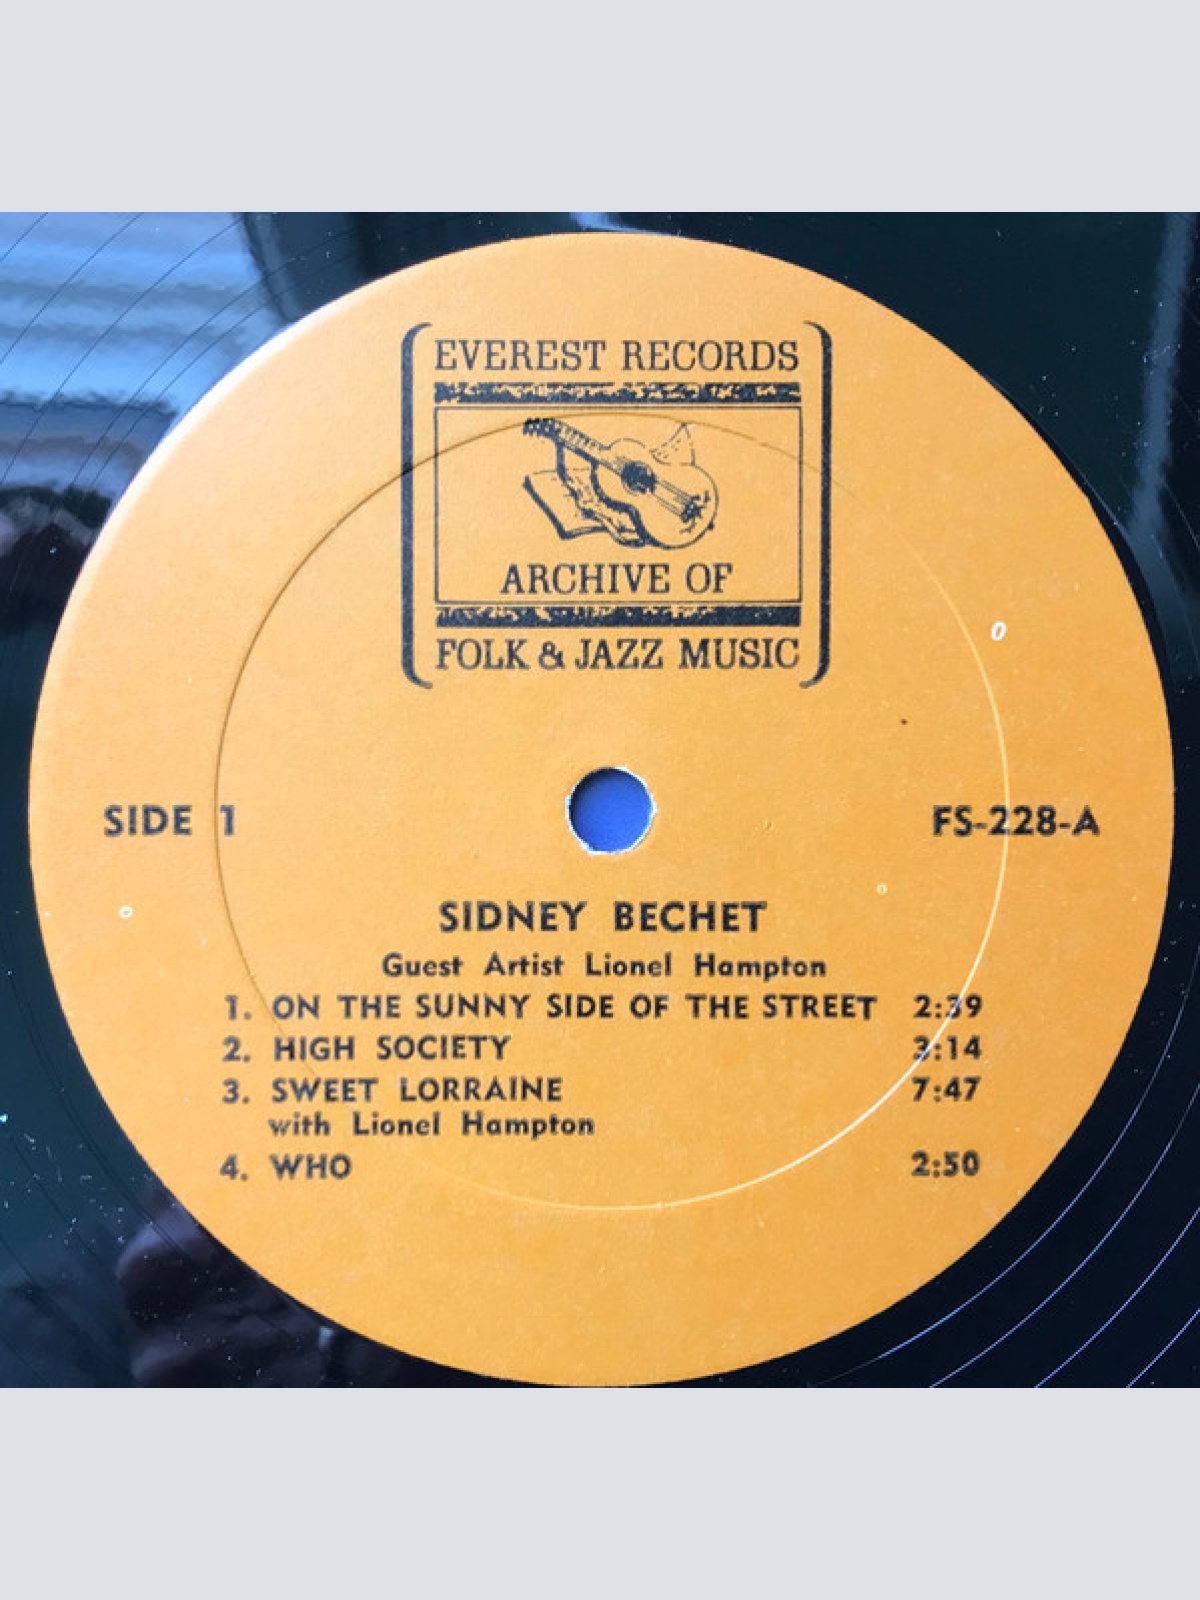 EVEREST RECORDS
ARCHIVE OF
FOLK & JAZZ MUSIC
SIDE 1
FS-228-A
SIDNEY BECHET
Guest Artist Lionel Hampton
1. ON THE SUNNY SIDE OF THE STREET 2:39
2. HIGH SOCIETY 3:14
3. SWEET LORRAINE 7:47
with Lionel Hampton
4. WHO 2:50